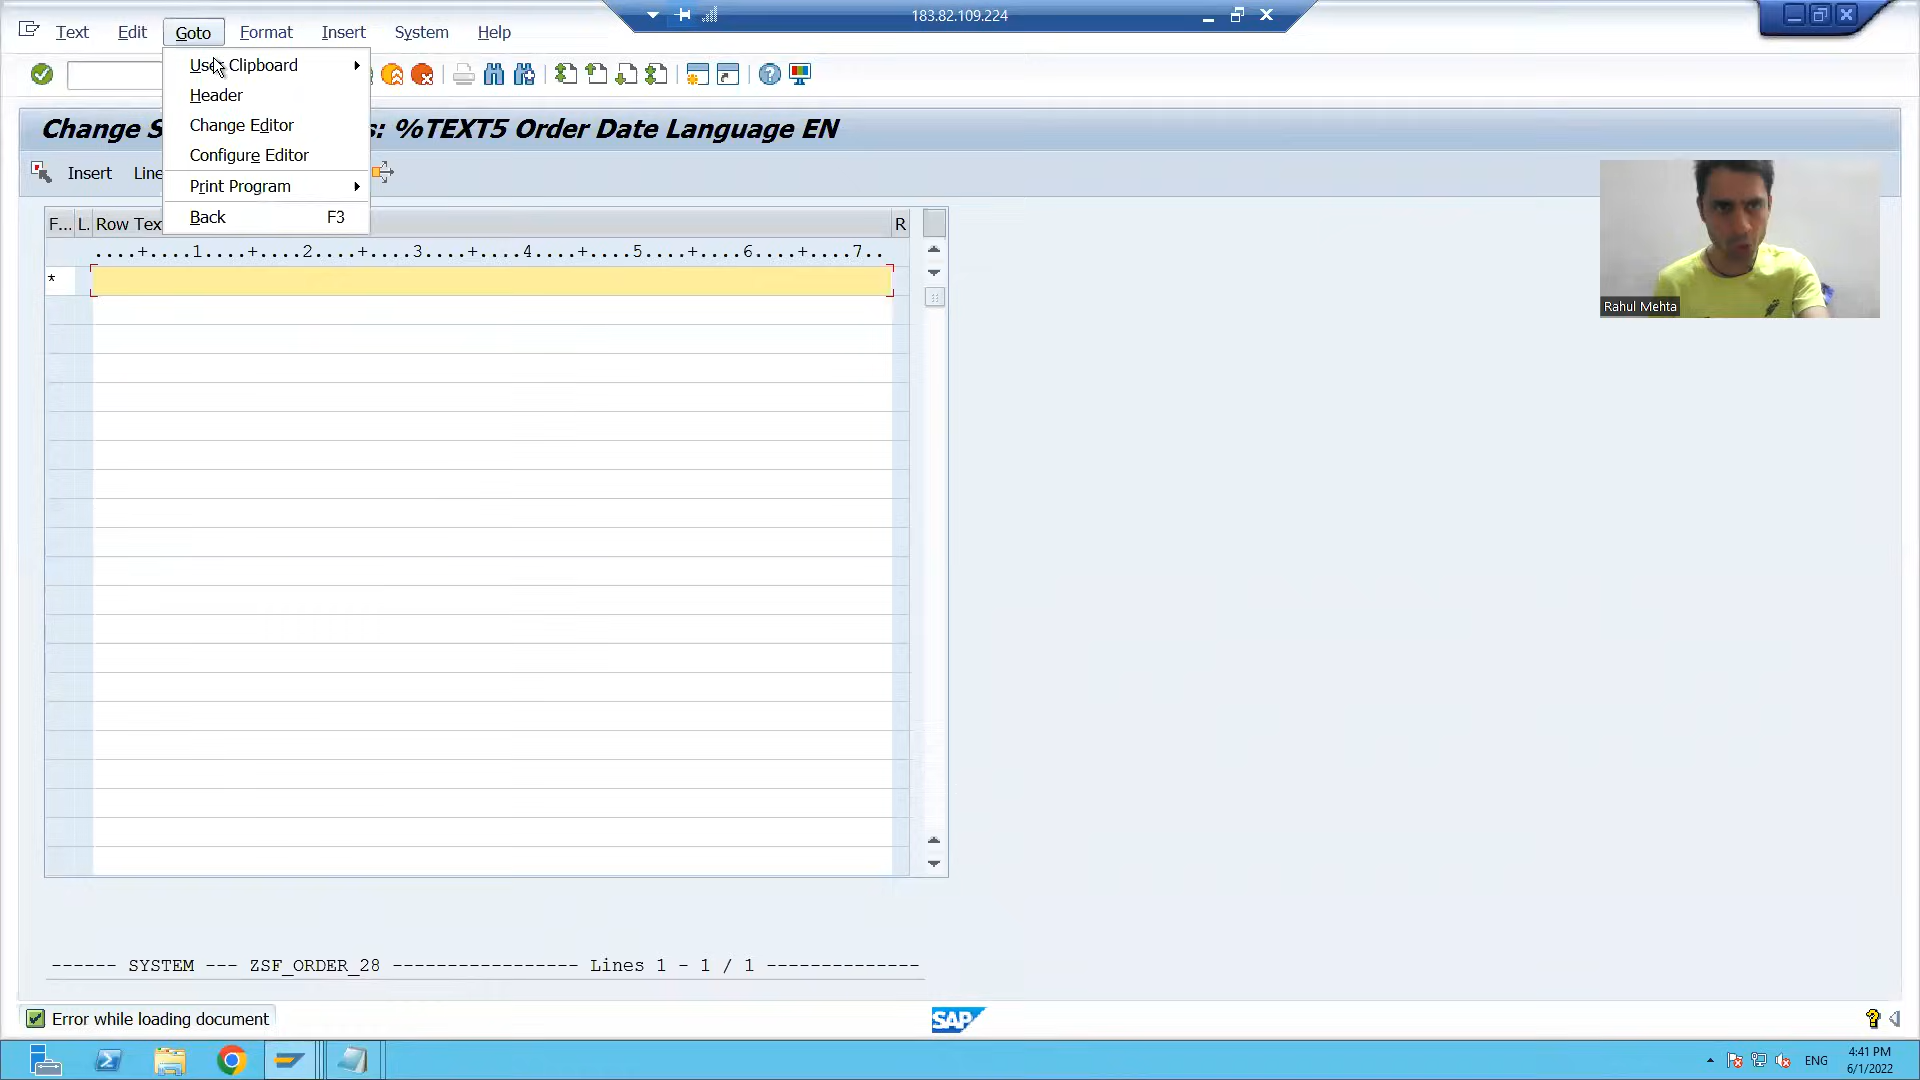 183.82.109.224
Text Edit Goto Format Insert System Help
Clipboard
Header
Change Editor
Configure Editor
Print Program
Back F3
Change S : %TEXT5 Order Date Language EN
Insert Line
F... L. Row Tex R
....+....1....+....2....+....3....+....4....+....5....+....6....+....7..
*
Rahul Mehta
------ SYSTEM --- ZSF_ORDER_28 ----------------- Lines 1 - 1 / 1 --------------
Error while loading document
SAP
ENG
4:41 PM
6/1/2022